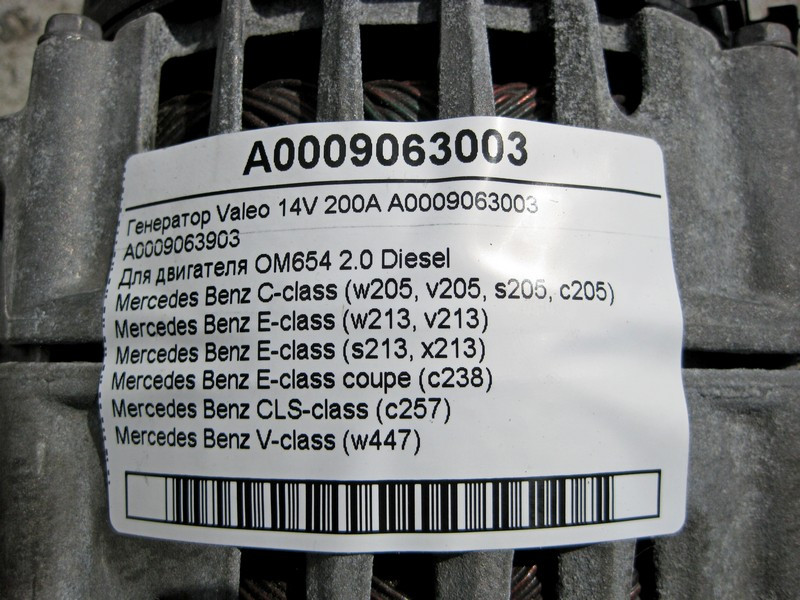 A0009063003
Генератор Valeo 14V 200A A0009063003
A0009063903
Для двигателя OM654 2.0 Diesel
Mercedes Benz C-class (w205, v205, s205, c205)
Mercedes Benz E-class (w213, v213)
Mercedes Benz E-class (s213, x213)
Mercedes Benz E-class coupe (c238)
Mercedes Benz CLS-class (c257)
Mercedes Benz V-class (w447)